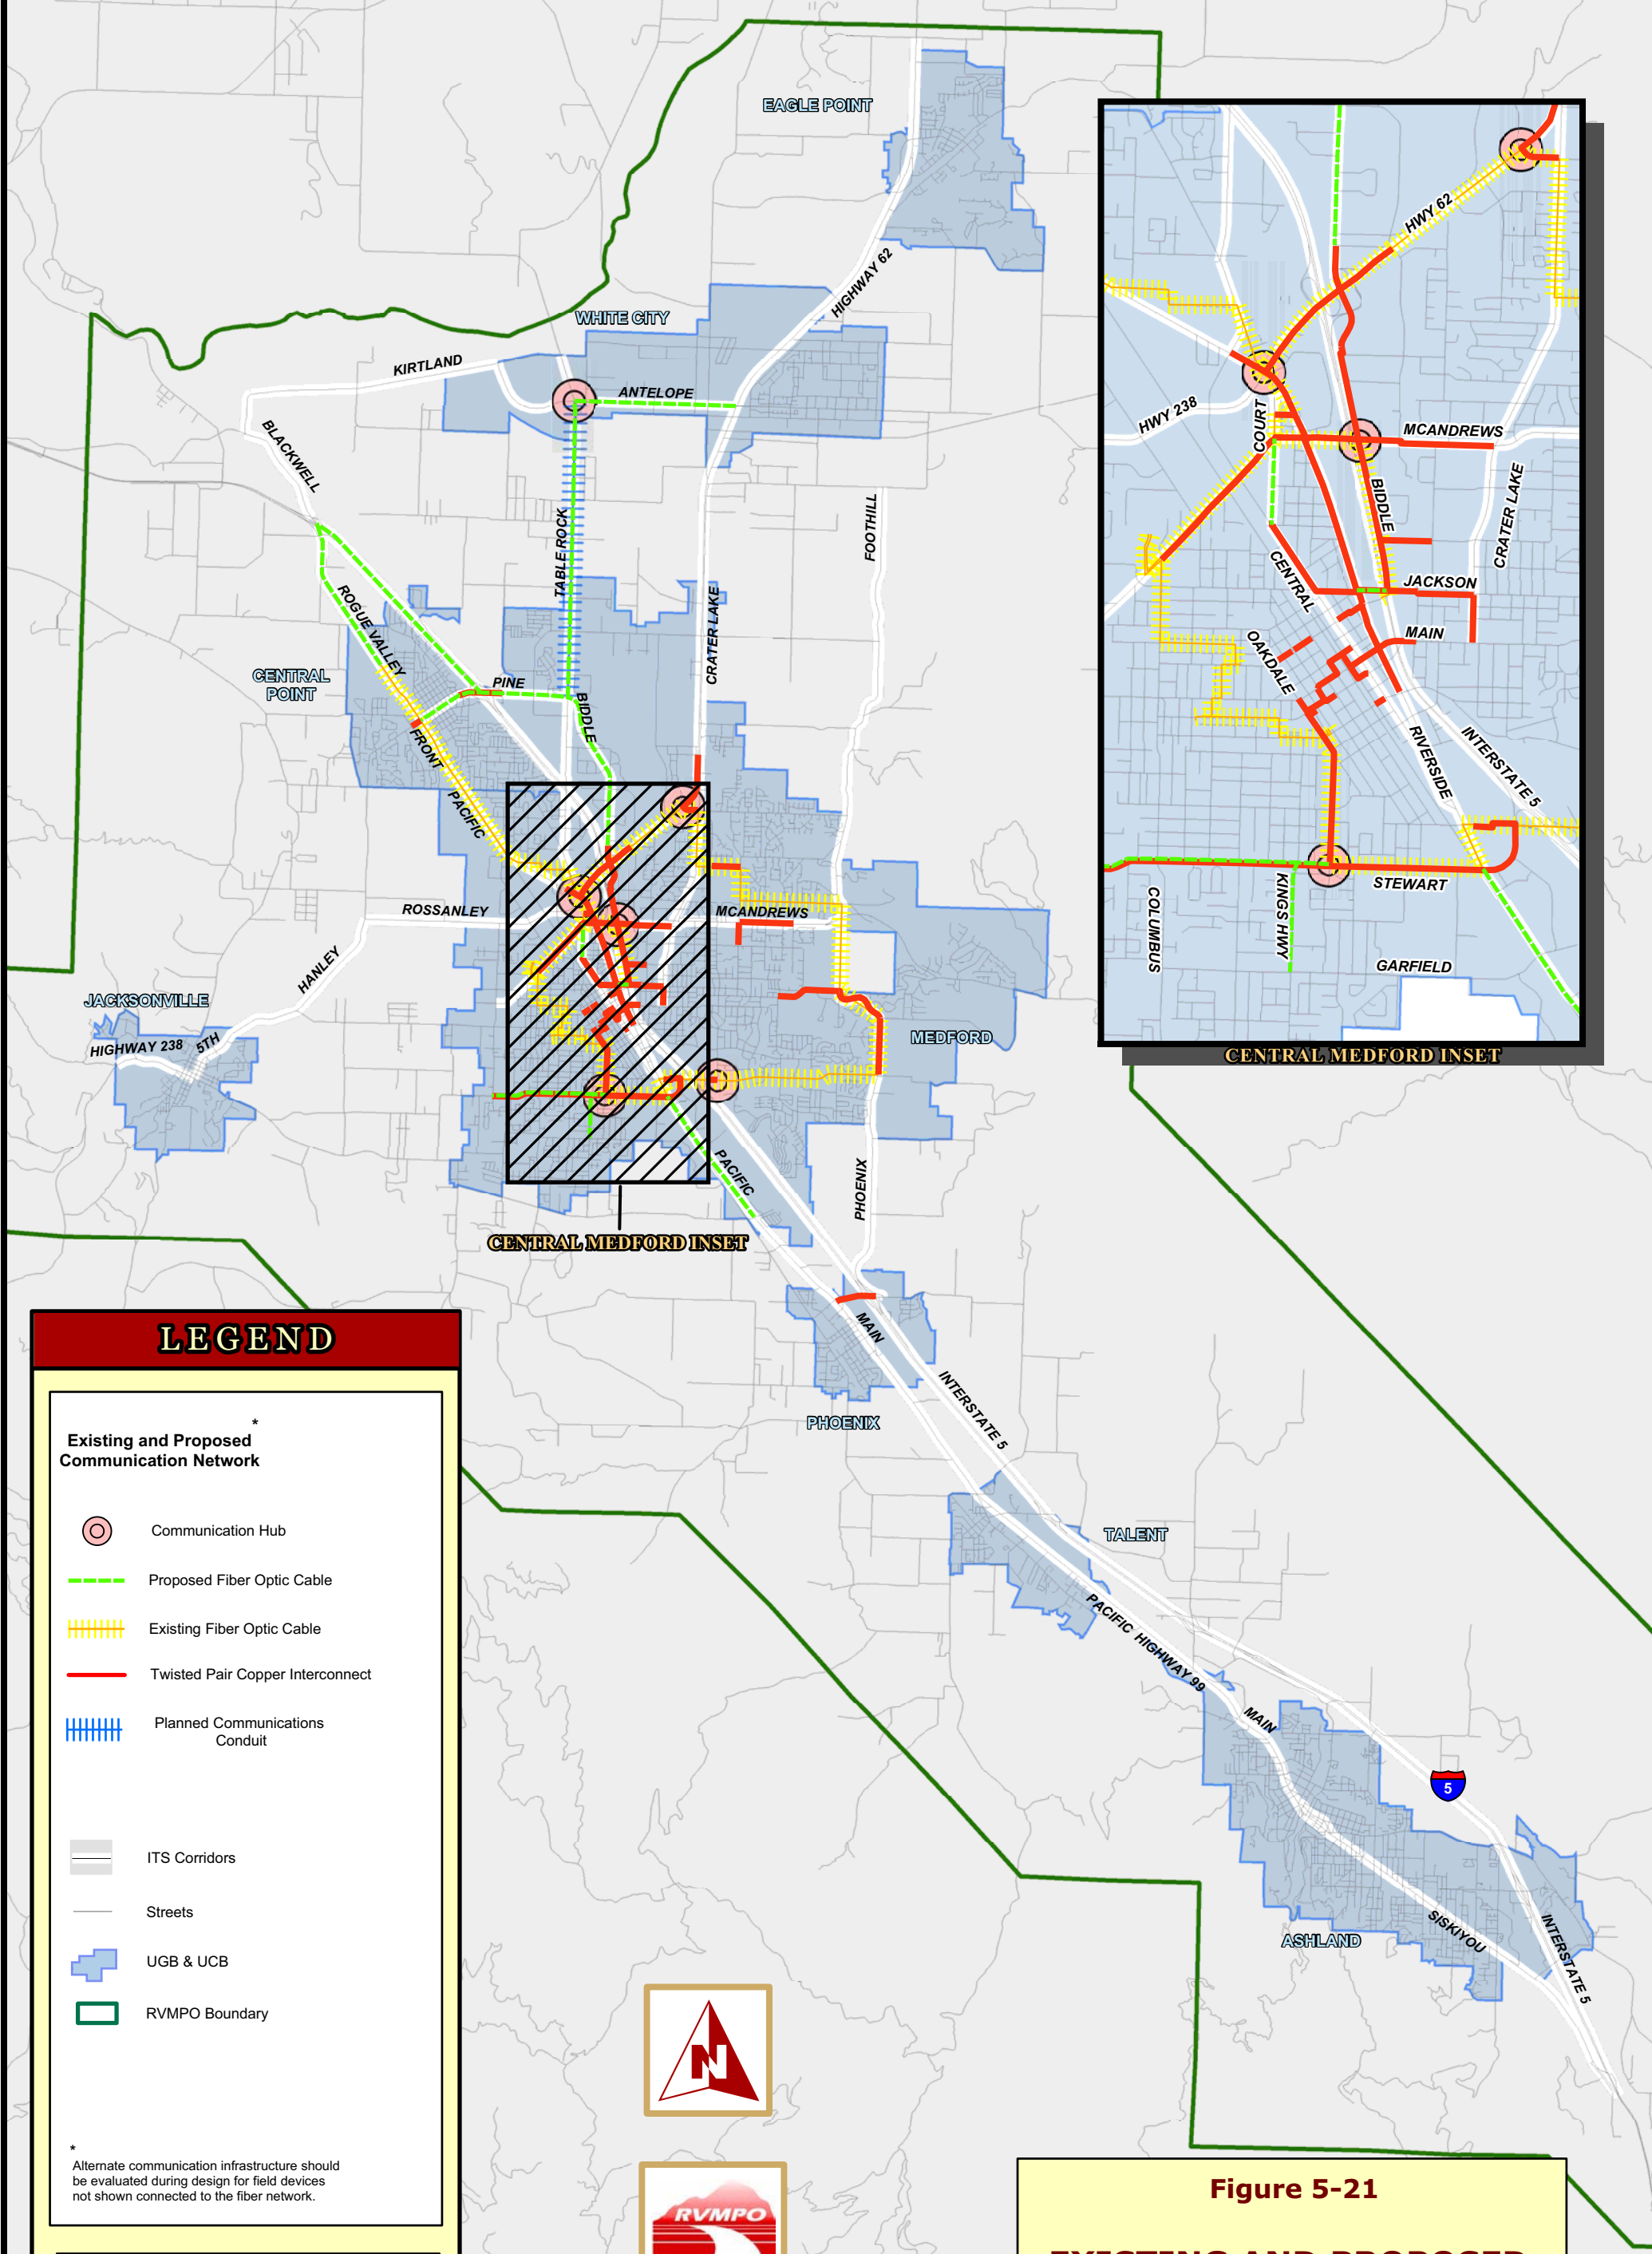 EAGLE POINT
HIGHWAY 62
WHITE CITY
KIRTLAND
ANTELOPE
BLACKWELL
TABLE ROCK
FOOTHILL
CRATER LAKE
ROGUE VALLEY
CENTRAL
POINT
PINE
BIDDLE
FRONT
PACIFIC
ROSSANLEY
MCANDREWS
HANLEY
JACKSONVILLE
HIGHWAY 238
5TH
MEDFORD
PACIFIC
PHOENIX
CENTRAL MEDFORD INSET
MAIN
INTERSTATE 5
PHOENIX
TALENT
PACIFIC HIGHWAY 99
MAIN
5
SISKIYOU
ASHLAND
INTERSTATE 5
HWY 62
HWY 238
COURT
MCANDREWS
BIDDLE
CRATER LAKE
CENTRAL
JACKSON
MAIN
OAKDALE
RIVERSIDE
INTERSTATE 5
STEWART
COLUMBUS
KINGS HWY
GARFIELD
CENTRAL MEDFORD INSET
LEGEND
*
Existing and Proposed
Communication Network
Communication Hub
Proposed Fiber Optic Cable
Existing Fiber Optic Cable
Twisted Pair Copper Interconnect
Planned Communications
Conduit
ITS Corridors
Streets
UGB & UCB
RVMPO Boundary
*
Alternate communication infrastructure should
be evaluated during design for field devices
not shown connected to the fiber network.
N
RVMPO
Figure 5-21
EXISTING AND PROPOSED